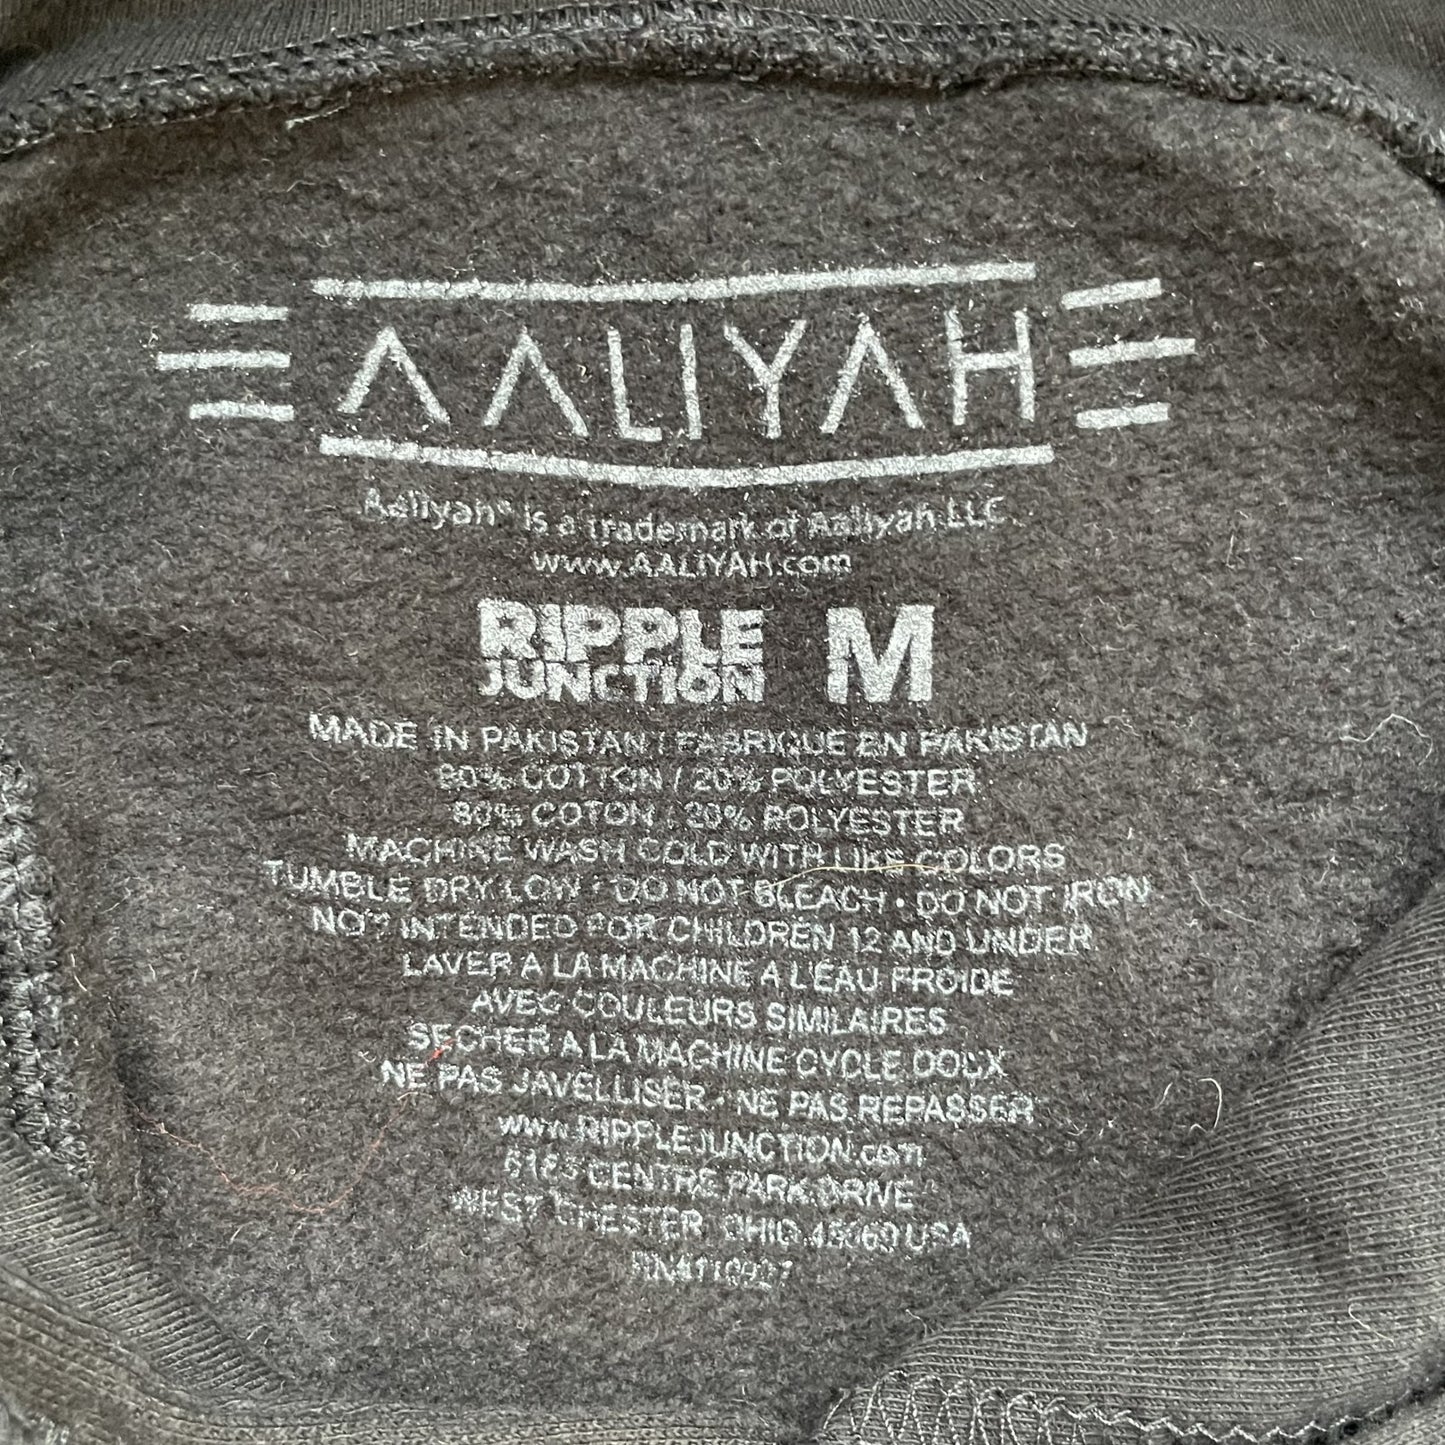 AALIYAH
Aaliyah® is a trademark of Aaliyah LLC
www.AALIYAH.com
RIPPLE JUNCTION M
MADE IN PAKISTAN / FABRIQUE EN PAKISTAN
80% COTTON / 20% POLYESTER
80% COTON / 20% POLYESTER
MACHINE WASH COLD WITH LIKE COLORS
TUMBLE DRY LOW • DO NOT BLEACH • DO NOT IRON
NOT INTENDED FOR CHILDREN 12 AND UNDER
LAVER A LA MACHINE A L'EAU FROIDE
AVEC COULEURS SIMILAIRES
SECHER A LA MACHINE CYCLE DOUX
NE PAS JAVELLISER • NE PAS REPASSER
www.RIPPLEJUNCTION.com
CENTRE PARK DRIVE
WEST CHESTER, OHIO 45069 USA
RN#110927